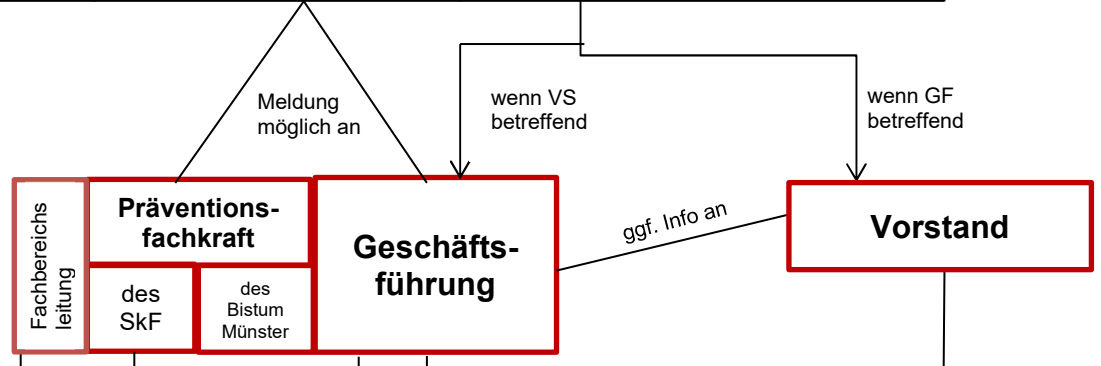 Meldung
möglich an
wenn VS
betreffend
wenn GF
betreffend
Fachbereichs
leitung
Präventions-
fachkraft
des
SkF
des
Bistum
Münster
Geschäfts-
führung
ggf. Info an
Vorstand